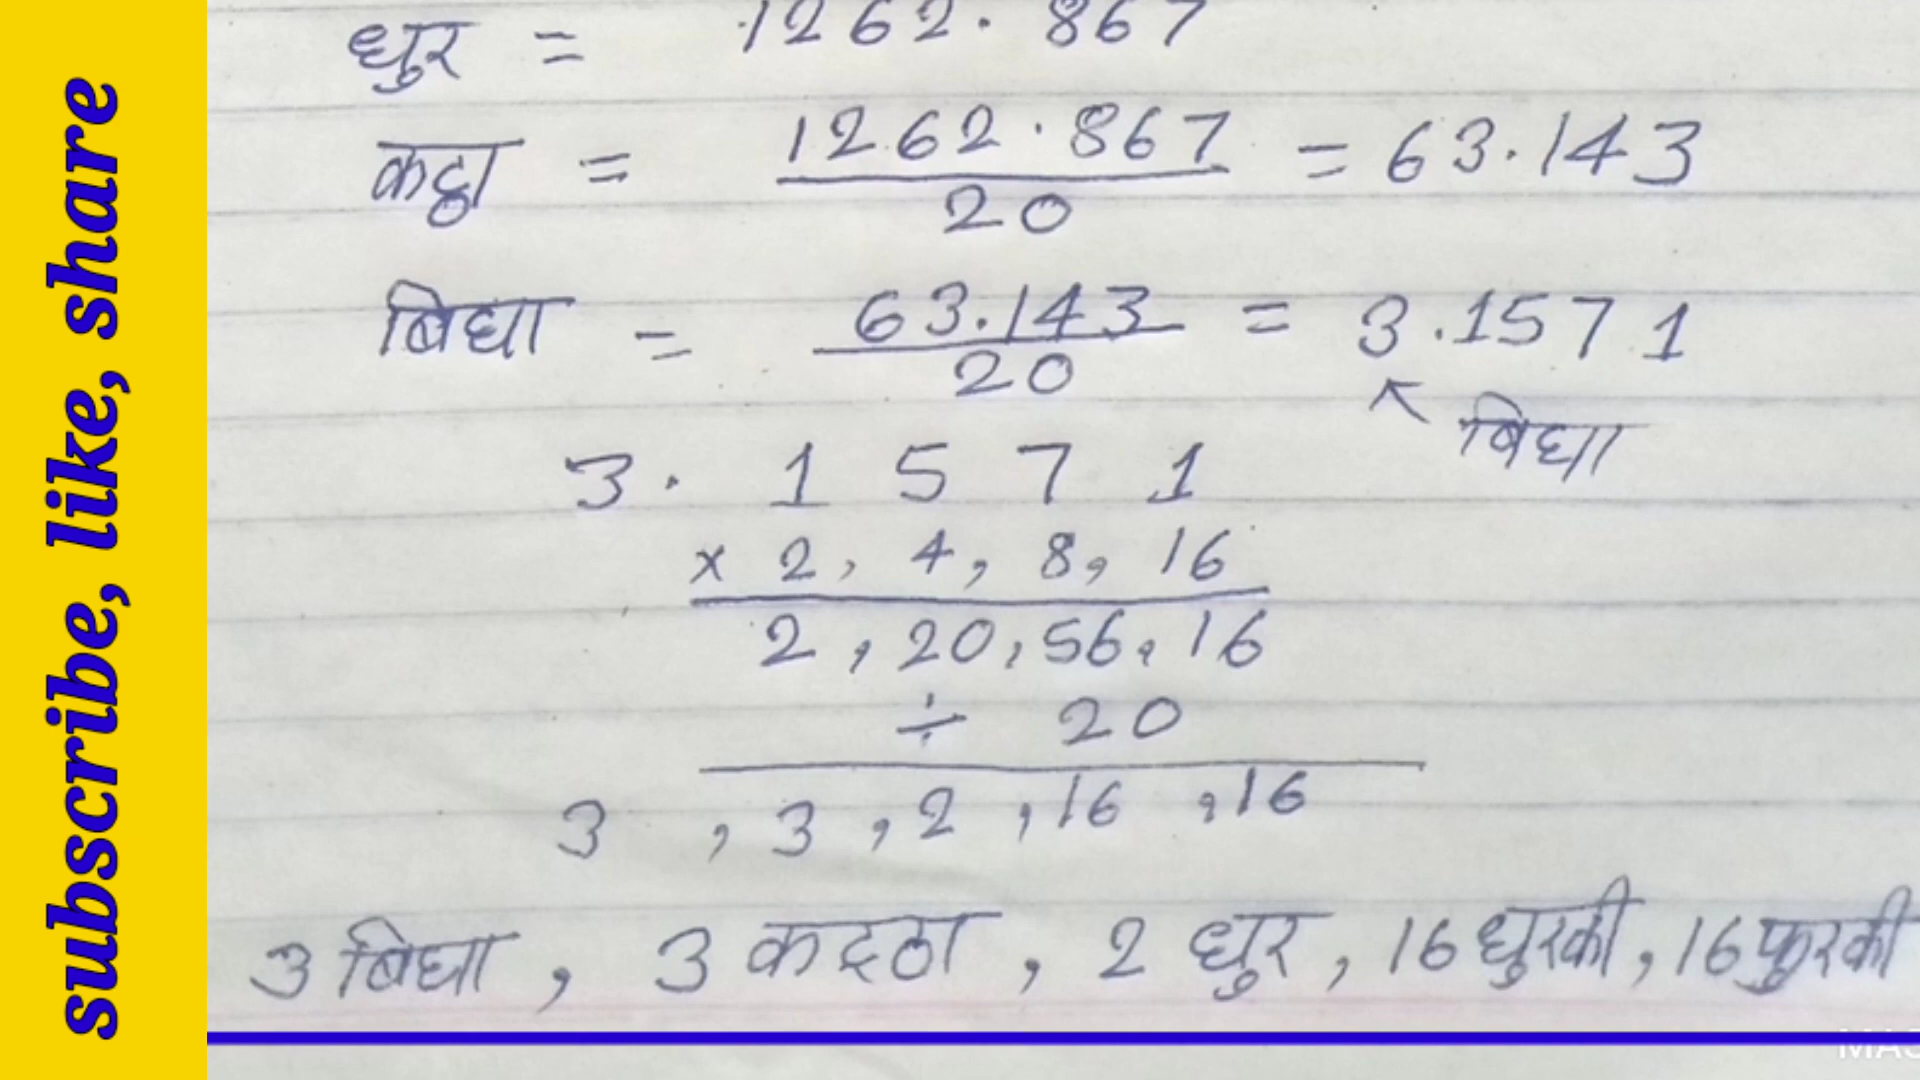 subscribe, like, share
धुर = 1262.867
कट्ठा = 1262.867 / 20 = 63.143
बिघा = 63.143 / 20 = 3.1571
बिघा
3. 1 5 7 1
x 2, 4, 8, 16
2, 20, 56, 16
÷ 20
3 , 3, 2, 16, 16
3 बिघा, 3 कटठा, 2 धुर, 16 धुरकी, 16 फुरकी